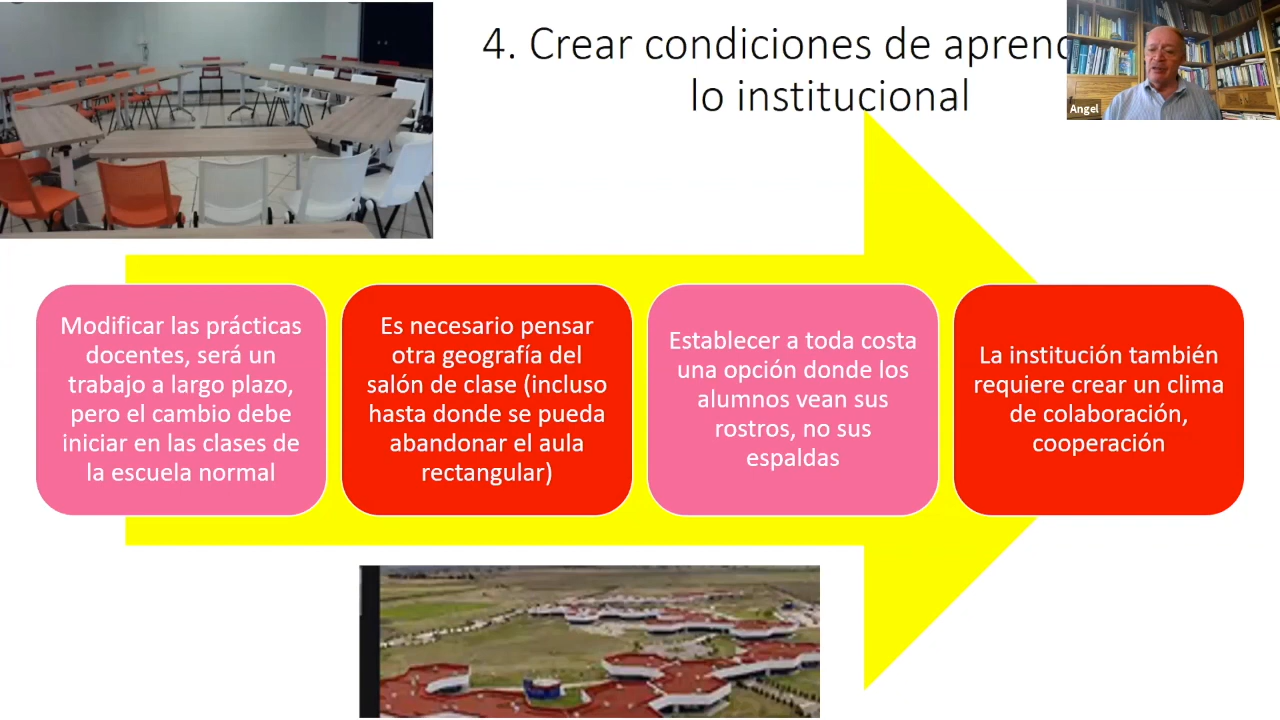 4. Crear condiciones de
lo institucional
Angel
Modificar las prácticas
docentes, será un
trabajo a largo plazo,
pero el cambio debe
iniciar en las clases de
la escuela normal
Es necesario pensar
otra geografía del
salón de clase (incluso
hasta donde se pueda
abandonar el aula
rectangular)
Establecer a toda costa
una opción donde los
alumnos vean sus
rostros, no sus
espaldas
La institución también
requiere crear un clima
de colaboración,
cooperación